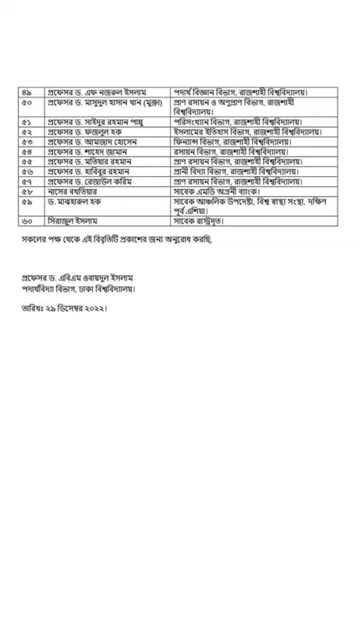 ৪৯ প্রফেসর ড. এফ নজরুল ইসলাম পদার্থ বিজ্ঞান বিভাগ, রাজশাহী বিশ্ববিদ্যালয়।
৫০ প্রফেসর ড. মাসুদুল হাসান খান (মুক্তা) প্রাণ রসায়ন ও অণুপ্রাণ বিভাগ, রাজশাহী
বিশ্ববিদ্যালয়।
৫১ প্রফেসর ড. সাইদুর রহমান পান্নু পরিসংখ্যান বিভাগ, রাজশাহী বিশ্ববিদ্যালয়।
৫২ প্রফেসর ড. ফজলুল হক ইসলামের ইতিহাস বিভাগ, রাজশাহী বিশ্ববিদ্যালয়।
৫৩ প্রফেসর ড. আমজাদ হোসেন ফিন্যান্স বিভাগ, রাজশাহী বিশ্ববিদ্যালয়।
৫৪ প্রফেসর ড. শাহেদ জামান রসায়ন বিভাগ, রাজশাহী বিশ্ববিদ্যালয়।
৫৫ প্রফেসর ড. মতিয়ার রহমান প্রাণ রসায়ন বিভাগ, রাজশাহী বিশ্ববিদ্যালয়।
৫৬ প্রফেসর ড. হাবিবুর রহমান প্রানী বিদ্যা বিভাগ, রাজশাহী বিশ্ববিদ্যালয়।
৫৭ প্রফেসর ড. রেজাউল করিম প্রাণ রসায়ন বিভাগ, রাজশাহী বিশ্ববিদ্যালয়।
৫৮ নাসের বখতিয়ার সাবেক এমডি অগ্রনী ব্যাংক।
৫৯ ড. মাঝহারুল হক সাবেক আঞ্চলিক উপদেষ্টা, বিশ্ব স্বাস্থ্য সংস্থা, দক্ষিণ
পূর্ব এশিয়া।
৬০ সিরাজুল ইসলাম সাবেক রাস্ট্রদূত।
সকলের পক্ষ থেকে এই বিবৃতিটি প্রকাশের জন্য অনুরোধ করছি,
প্রফেসর ড. এবিএম ওবায়দুল ইসলাম
পদার্থবিদ্যা বিভাগ, ঢাকা বিশ্ববিদ্যালয়।
তারিখঃ ২৯ ডিসেম্বর ২০২২।